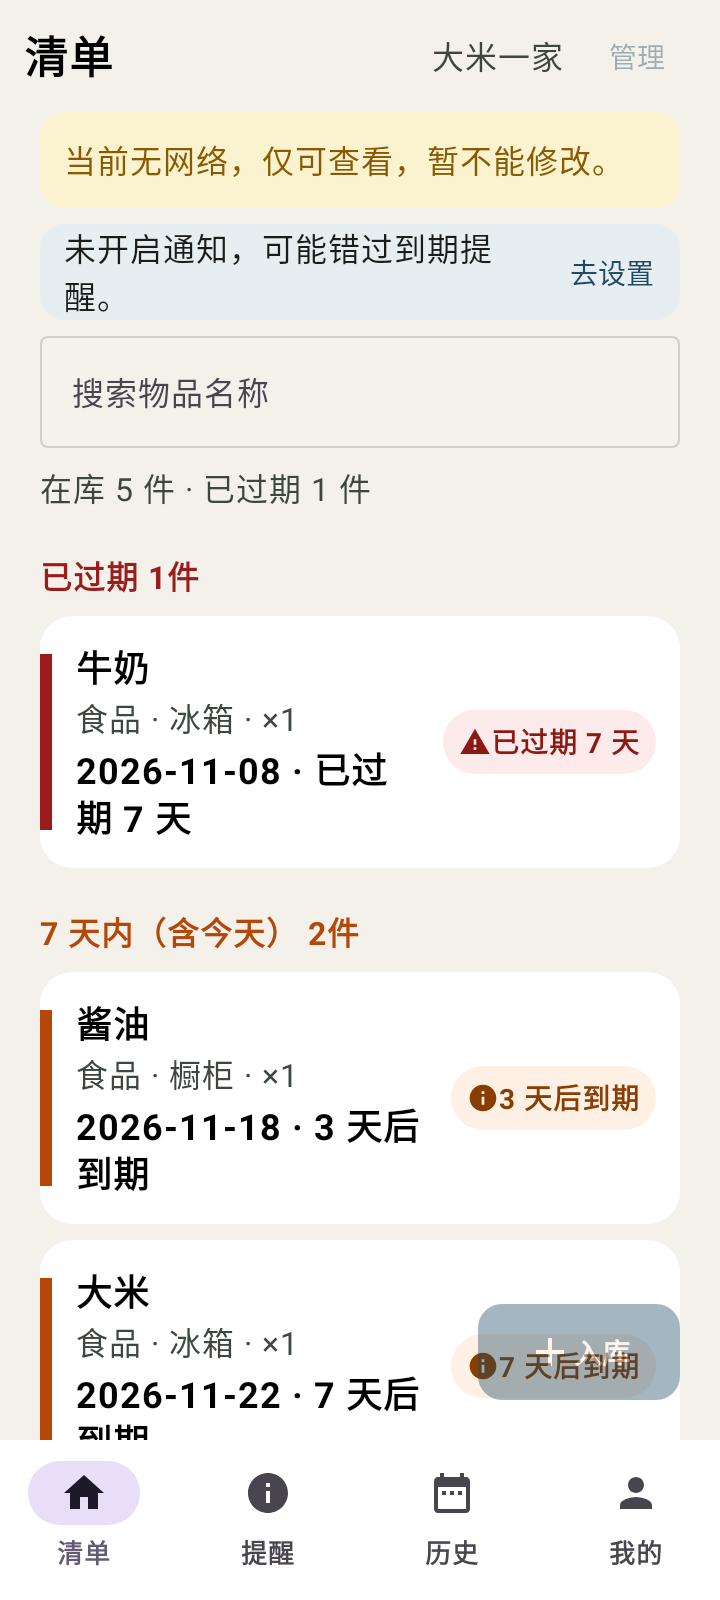 清单
大米一家
管理
当前无网络，仅可查看，暂不能修改。
未开启通知，可能错过到期提
醒。
去设置
搜索物品名称
在库 5 件 · 已过期 1 件
已过期 1件
牛奶
食品 · 冰箱 · ×1
2026-11-08 · 已过
期 7 天
已过期 7 天
7 天内（含今天） 2件
酱油
食品 · 橱柜 · ×1
2026-11-18 · 3 天后
到期
3 天后到期
大米
食品 · 冰箱 · ×1
2026-11-22 · 7 天后
到期
7 天后到期
入库
清单
提醒
历史
我的